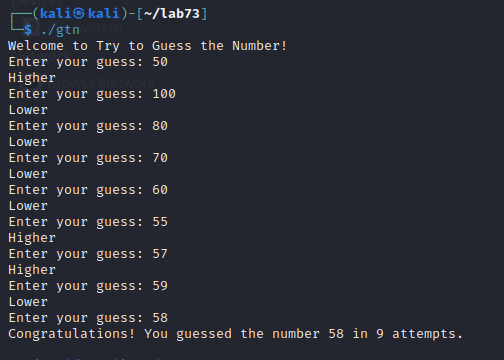 (kali㉿kali)-[~/lab73]
$ ./gtn
Welcome to Try to Guess the Number!
Enter your guess: 50
Higher
Enter your guess: 100
Lower
Enter your guess: 80
Lower
Enter your guess: 70
Lower
Enter your guess: 60
Lower
Enter your guess: 55
Higher
Enter your guess: 57
Higher
Enter your guess: 59
Lower
Enter your guess: 58
Congratulations! You guessed the number 58 in 9 attempts.